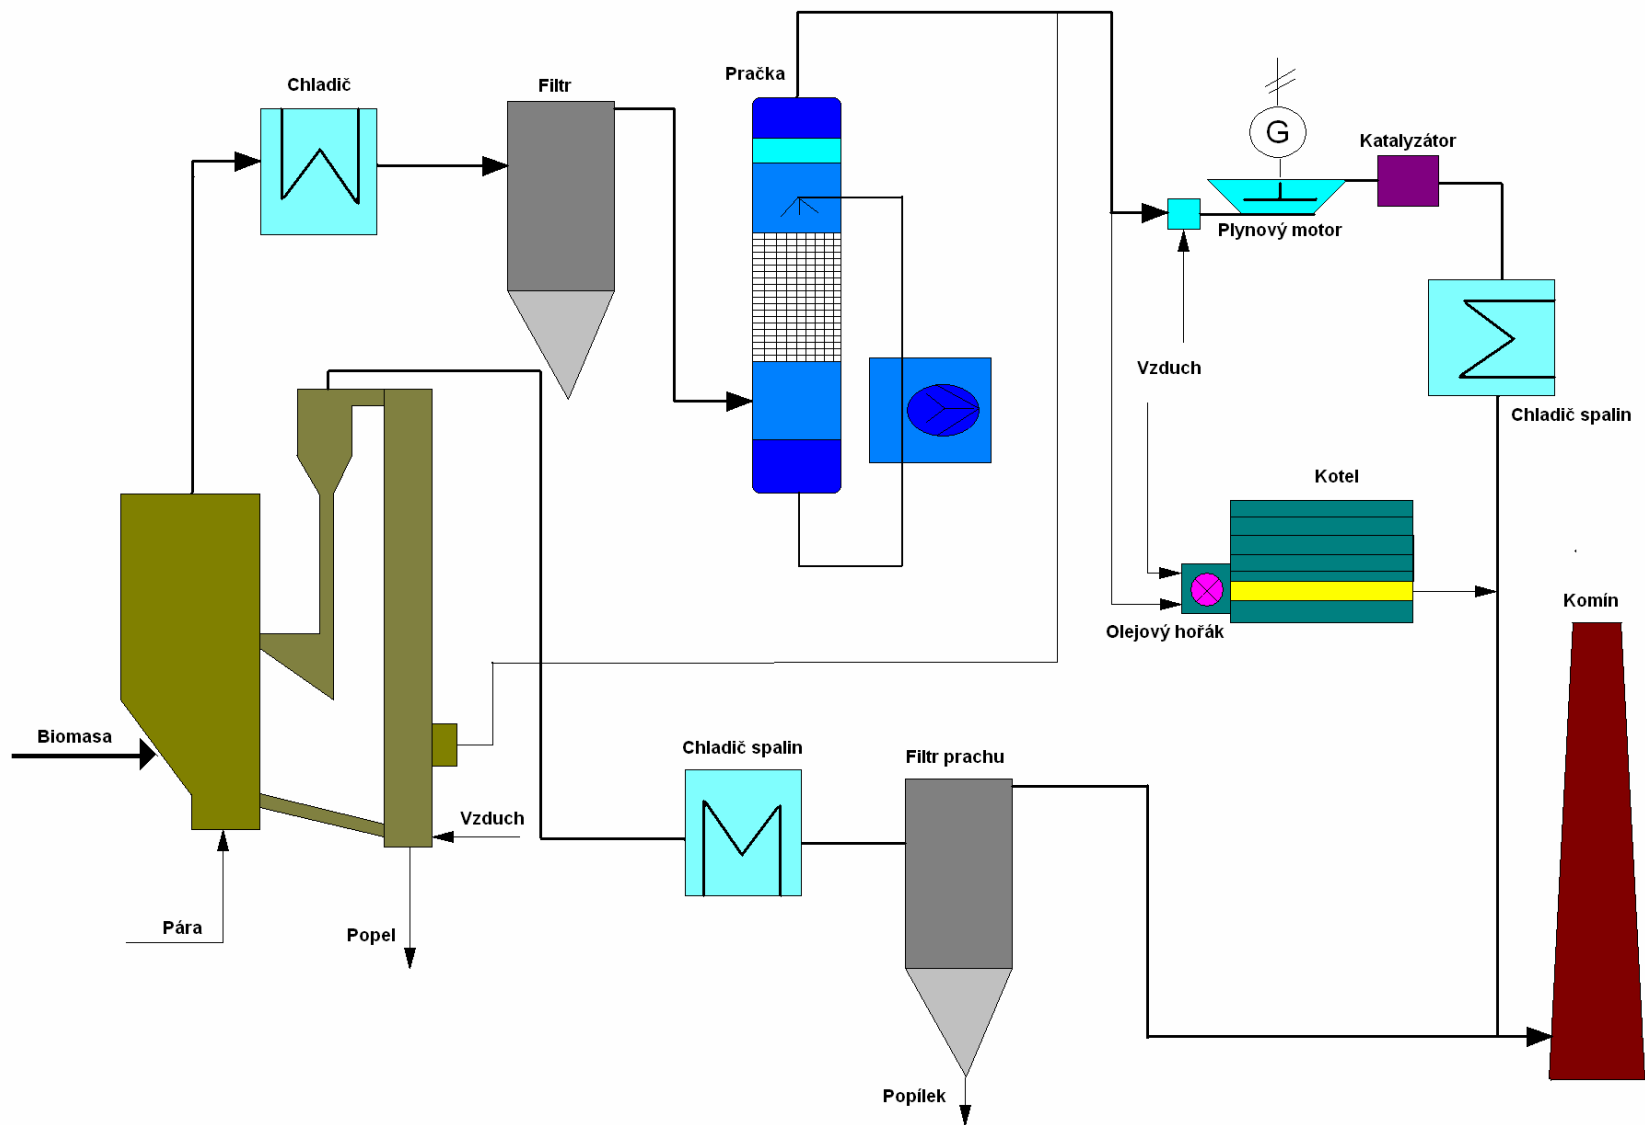 Chladič
Filtr
Pračka
G
Katalyzátor
Plynový motor
Vzduch
Chladič spalin
Kotel
Olejový hořák
Komín
Biomasa
Chladič spalin
Filtr prachu
Vzduch
Pára
Popel
Popílek